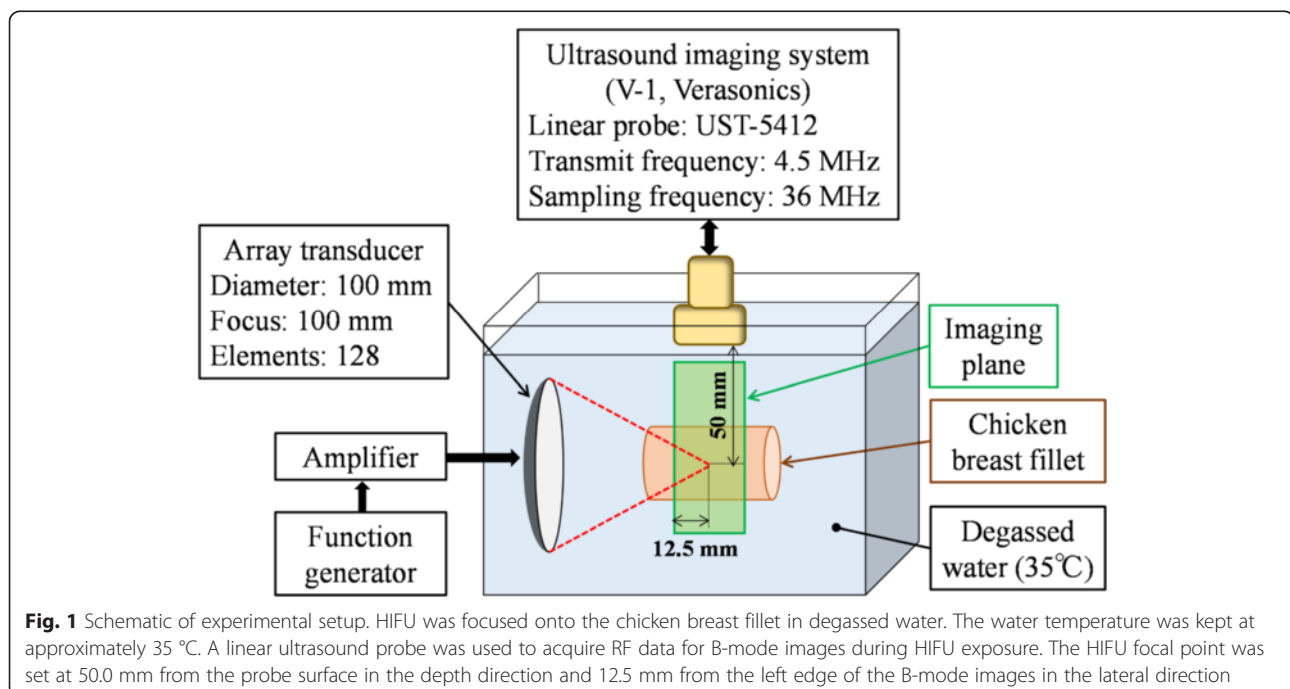 Ultrasound imaging system
(V-1, Verasonics)
Linear probe: UST-5412
Transmit frequency: 4.5 MHz
Sampling frequency: 36 MHz
Array transducer
Diameter: 100 mm
Focus: 100 mm
Elements: 128
Amplifier
Function
generator
50 mm
12.5 mm
Imaging
plane
Chicken
breast fillet
Degassed
water (35℃)
Fig. 1 Schematic of experimental setup. HIFU was focused onto the chicken breast fillet in degassed water. The water temperature was kept at
approximately 35 °C. A linear ultrasound probe was used to acquire RF data for B-mode images during HIFU exposure. The HIFU focal point was
set at 50.0 mm from the probe surface in the depth direction and 12.5 mm from the left edge of the B-mode images in the lateral direction